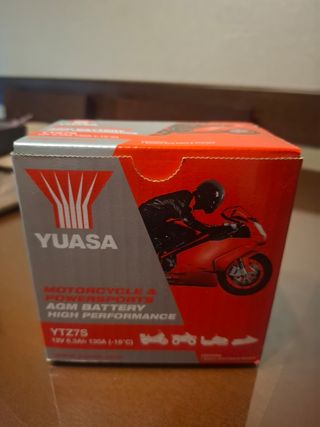 YUASA
MOTORCYCLE &
POWERSPORTS
AGM BATTERY
HIGH PERFORMANCE
YTZ7S
12V 6.3Ah 130A (-18°C)